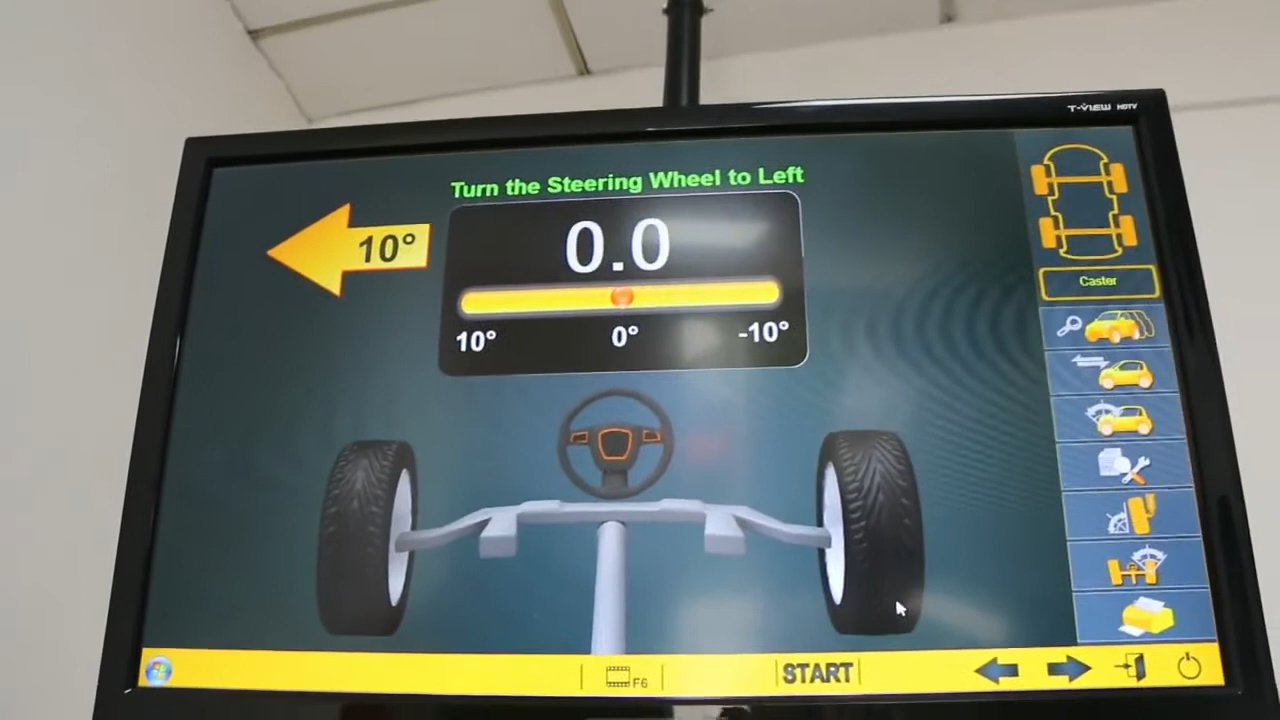 T-VIEW HDTV
Turn the Steering Wheel to Left
10°
0.0
10° 0° -10°
Caster
F6
START